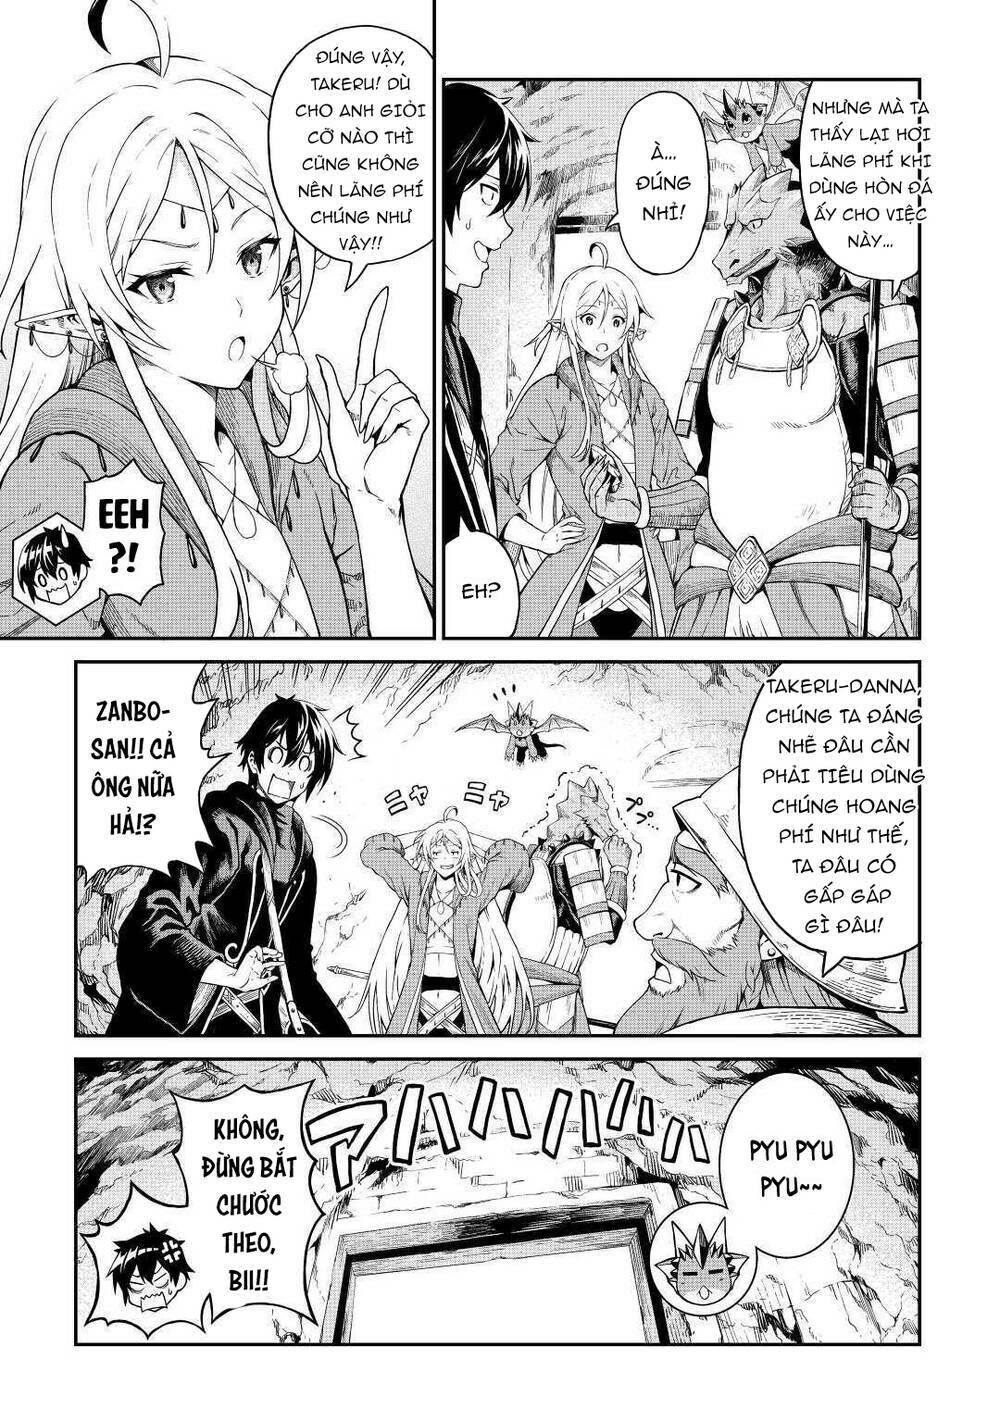 NHƯNG MÀ TA
THẤY LẠI HƠI
LÃNG PHÍ KHI
DÙNG HÒN ĐÁ
ẤY CHO VIỆC
NÀY...
À...
ĐÚNG
NHỈ!
EH?
ĐÚNG VẬY,
TAKERU! DÙ
CHO ANH GIỎI
CỠ NÀO THÌ
CŨNG KHÔNG
NÊN LÃNG PHÍ
CHÚNG NHƯ
VẬY!!
EEH
?!
TAKERU-DANNA,
CHÚNG TA ĐÁNG
NHẼ ĐÂU CẦN
PHẢI TIÊU DÙNG
CHÚNG HOANG
PHÍ NHƯ THẾ,
TA ĐÂU CÓ
GẤP GÁP
GÌ ĐÂU!
ZANBO-
SAN!! CẢ
ÔNG NỮA
HẢ!?
ニヤ
ニヤ
ププ
PYU PYU
PYU~~
アハハハハハハ
KHÔNG,
ĐỪNG BẮT
CHƯỚC
THEO,
BII!!